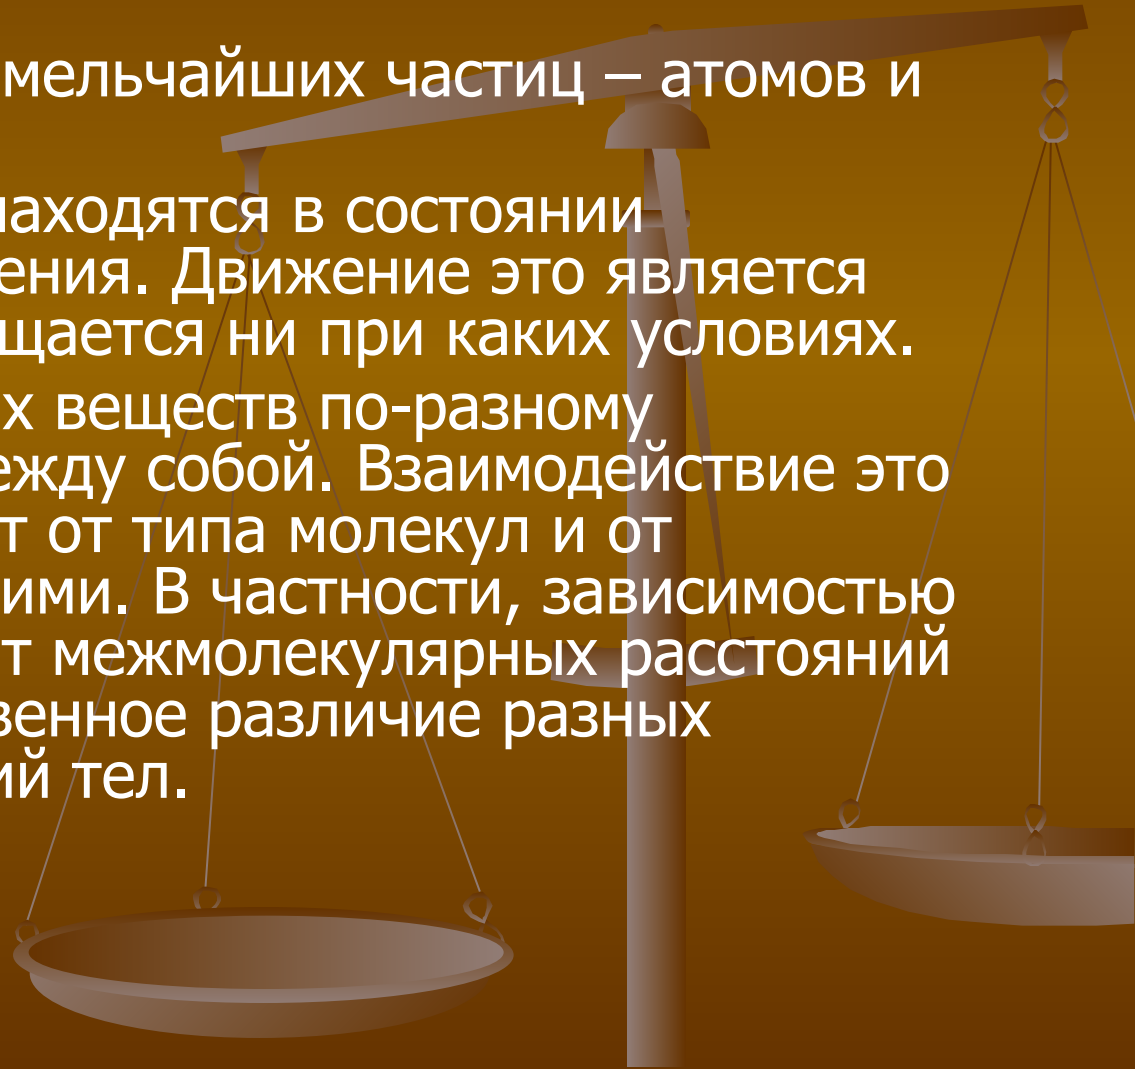 мельчайших частиц – атомов и
находятся в состоянии
ения. Движение это является
щается ни при каких условиях.
х веществ по-разному
ежду собой. Взаимодействие это
т от типа молекул и от
ими. В частности, зависимостью
т межмолекулярных расстояний
венное различие разных
ий тел.